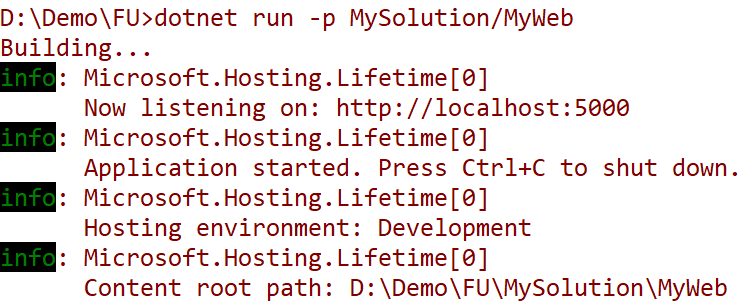 D:\Demo\FU>dotnet run -p MySolution/MyWeb
Building...
info: Microsoft.Hosting.Lifetime[0]
      Now listening on: http://localhost:5000
info: Microsoft.Hosting.Lifetime[0]
      Application started. Press Ctrl+C to shut down.
info: Microsoft.Hosting.Lifetime[0]
      Hosting environment: Development
info: Microsoft.Hosting.Lifetime[0]
      Content root path: D:\Demo\FU\MySolution\MyWeb